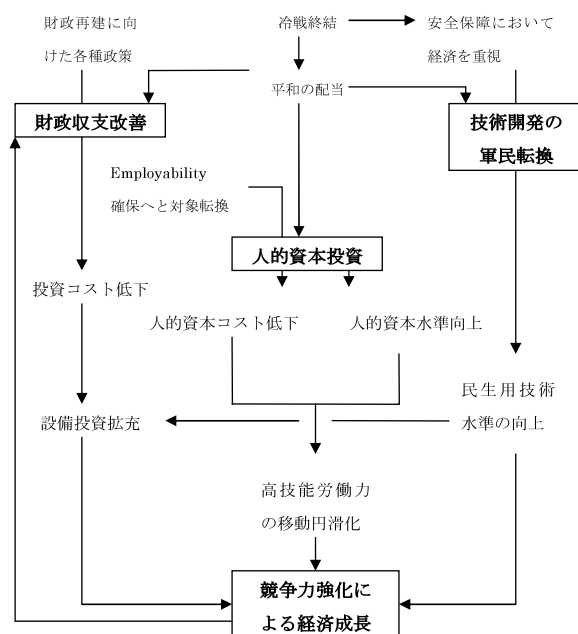 財政再建に向
けた各種政策
冷戦終結
安全保障において
経済を重視
平和の配当
財政収支改善
技術開発の
軍民転換
Employability
確保へと対象転換
人的資本投資
投資コスト低下
人的資本コスト低下
人的資本水準向上
民生用技術
水準の向上
設備投資拡充
高技能労働力
の移動円滑化
競争力強化に
よる経済成長